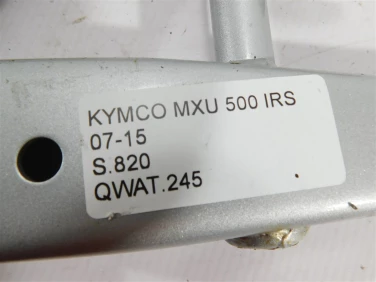 KYMCO MXU 500 IRS
07-15
S.820
QWAT.245